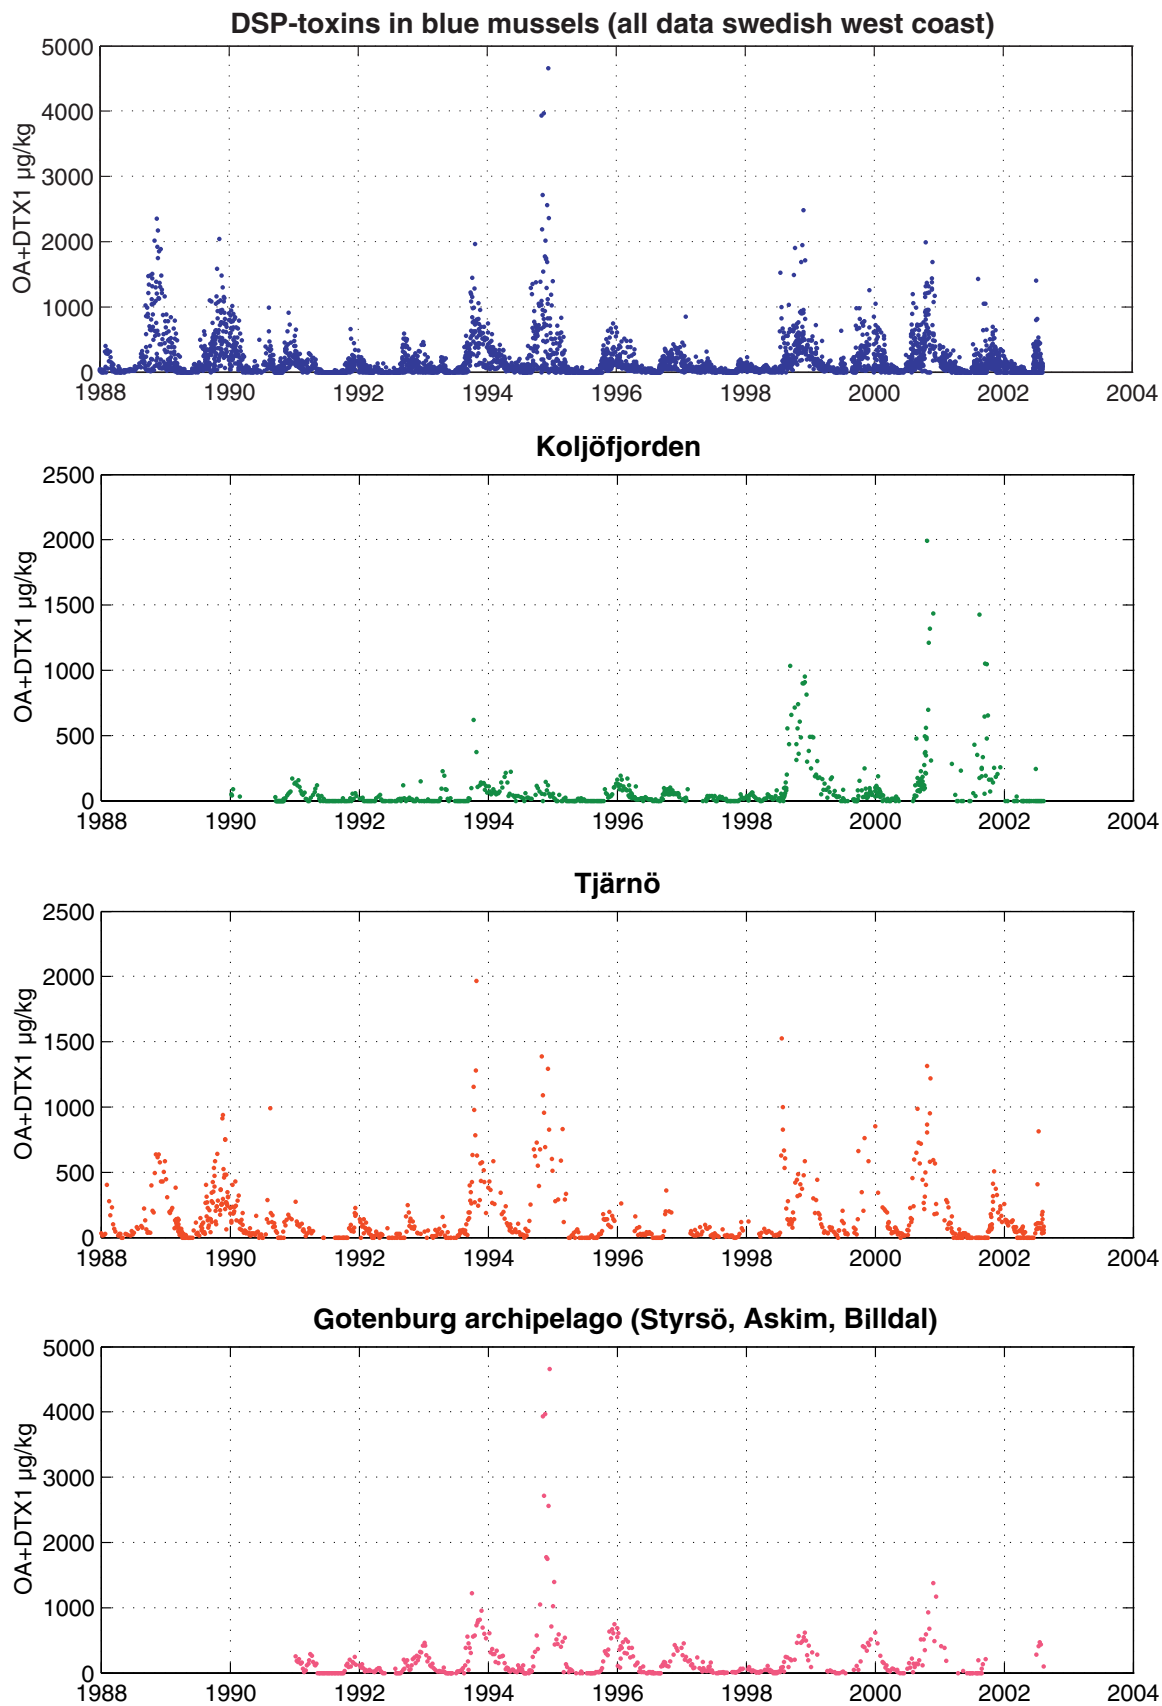 DSP-toxins in blue mussels (all data swedish west coast)
5000
4000
3000
2000
1000
0
OA+DTX1 µg/kg
1988 1990 1992 1994 1996 1998 2000 2002 2004
Koljöfjorden
2500
2000
1500
1000
500
0
OA+DTX1 µg/kg
1988 1990 1992 1994 1996 1998 2000 2002 2004
Tjärnö
2500
2000
1500
1000
500
0
OA+DTX1 µg/kg
1988 1990 1992 1994 1996 1998 2000 2002 2004
Gotenburg archipelago (Styrsö, Askim, Billdal)
5000
4000
3000
2000
1000
0
OA+DTX1 µg/kg
1988 1990 1992 1994 1996 1998 2000 2002 2004